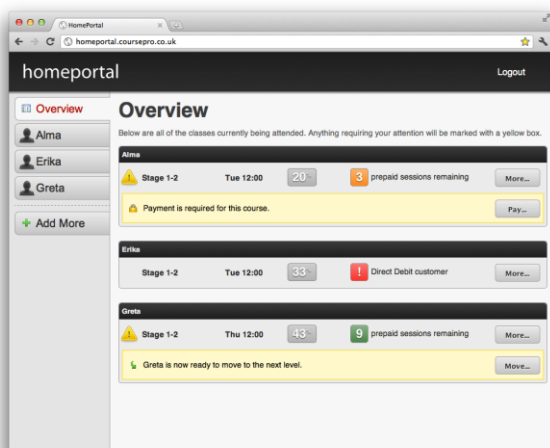 HomePortal
homeportal.coursepro.co.uk
homeportal
Logout
Overview
Alma
Erika
Greta
Add More
Overview
Below are all of the classes currently being attended. Anything requiring your attention will be marked with a yellow box.
Alma
Stage 1-2 Tue 12:00 20% 3 prepaid sessions remaining More...
Payment is required for this course. Pay...
Erika
Stage 1-2 Tue 12:00 33% ! Direct Debit customer More...
Greta
Stage 1-2 Thu 12:00 43% 9 prepaid sessions remaining More...
Greta is now ready to move to the next level. Move...